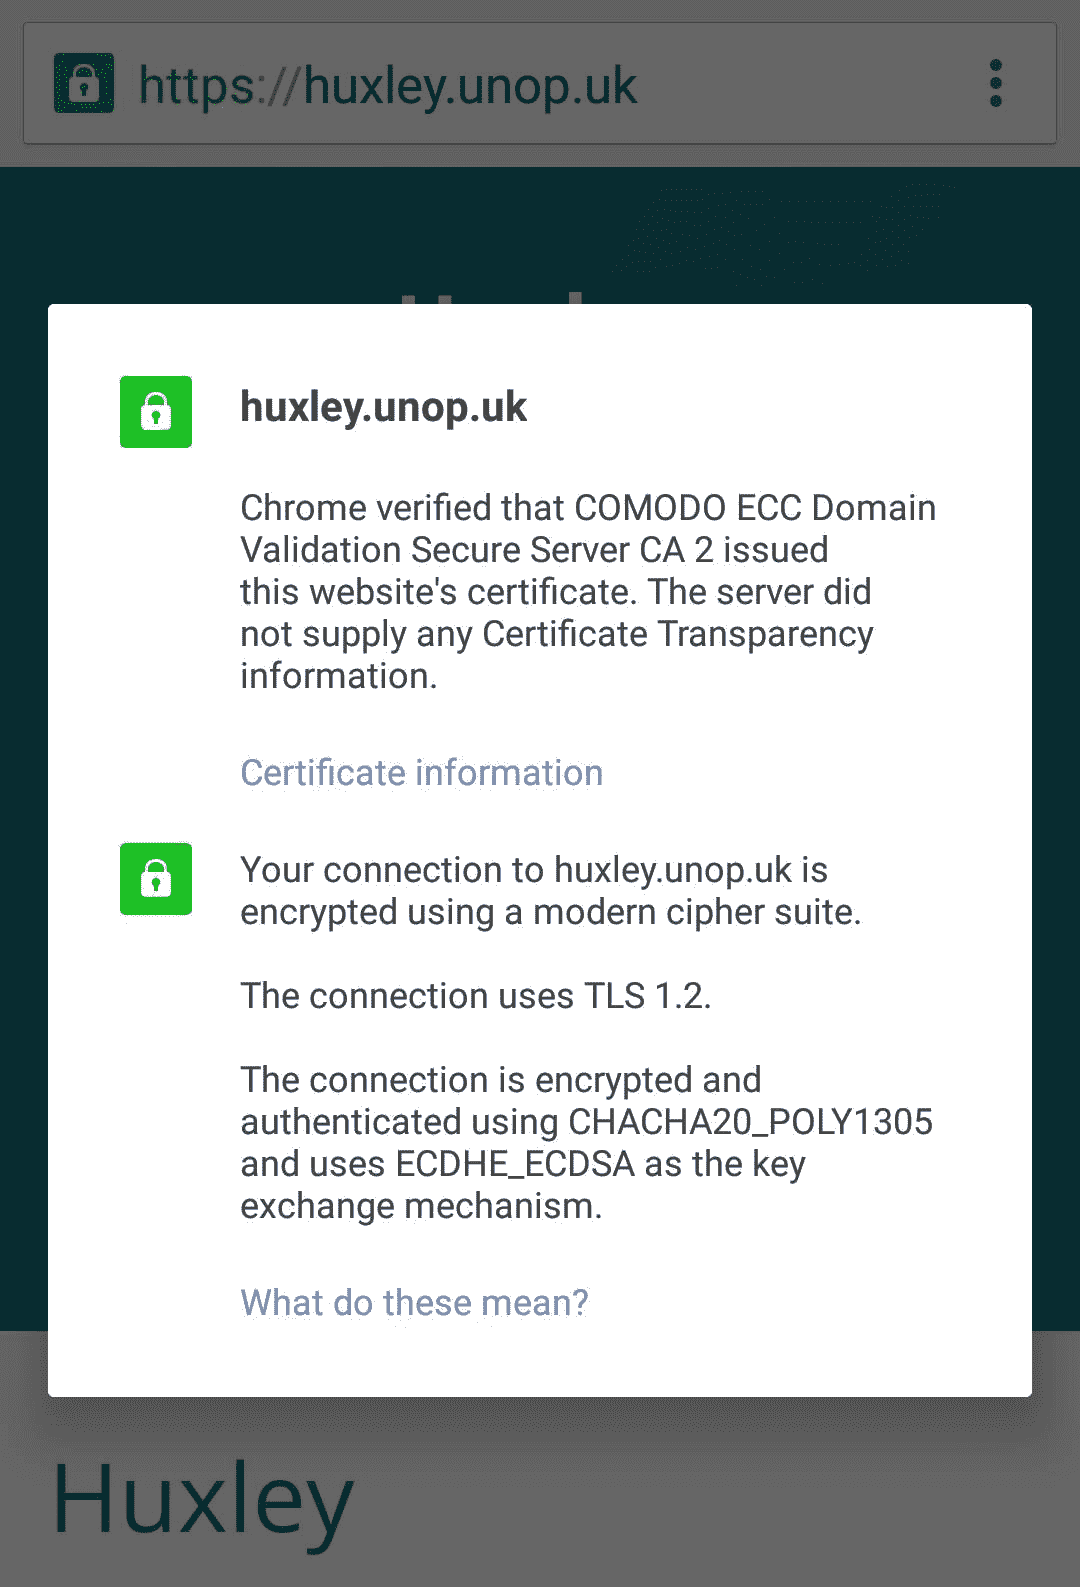 https://huxley.unop.uk
huxley.unop.uk
Chrome verified that COMODO ECC Domain
Validation Secure Server CA 2 issued
this website's certificate. The server did
not supply any Certificate Transparency
information.
Certificate information
Your connection to huxley.unop.uk is
encrypted using a modern cipher suite.
The connection uses TLS 1.2.
The connection is encrypted and
authenticated using CHACHA20_POLY1305
and uses ECDHE_ECDSA as the key
exchange mechanism.
What do these mean?
Huxley